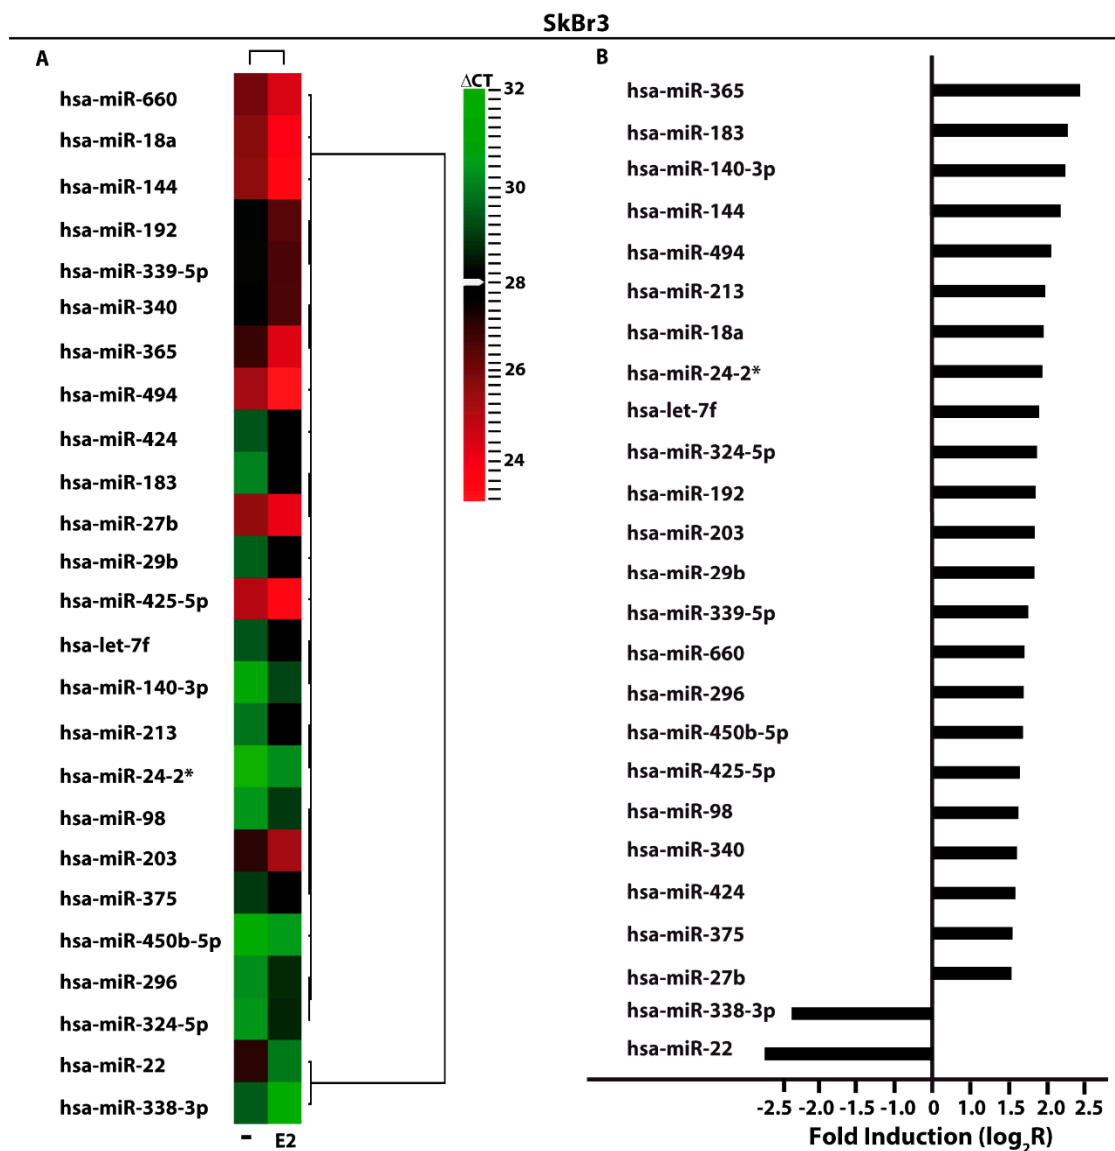 SkBr3
A
hsa-miR-660
hsa-miR-18a
hsa-miR-144
hsa-miR-192
hsa-miR-339-5p
hsa-miR-340
hsa-miR-365
hsa-miR-494
hsa-miR-424
hsa-miR-183
hsa-miR-27b
hsa-miR-29b
hsa-miR-425-5p
hsa-let-7f
hsa-miR-140-3p
hsa-miR-213
hsa-miR-24-2*
hsa-miR-98
hsa-miR-203
hsa-miR-375
hsa-miR-450b-5p
hsa-miR-296
hsa-miR-324-5p
hsa-miR-22
hsa-miR-338-3p
- E2
ΔCT
32
30
28
26
24
B
hsa-miR-365
hsa-miR-183
hsa-miR-140-3p
hsa-miR-144
hsa-miR-494
hsa-miR-213
hsa-miR-18a
hsa-miR-24-2*
hsa-let-7f
hsa-miR-324-5p
hsa-miR-192
hsa-miR-203
hsa-miR-29b
hsa-miR-339-5p
hsa-miR-660
hsa-miR-296
hsa-miR-450b-5p
hsa-miR-425-5p
hsa-miR-98
hsa-miR-340
hsa-miR-424
hsa-miR-375
hsa-miR-27b
hsa-miR-338-3p
hsa-miR-22
-2.5 -2.0 -1.5 -1.0 0 1.0 1.5 2.0 2.5
Fold Induction (log₂R)